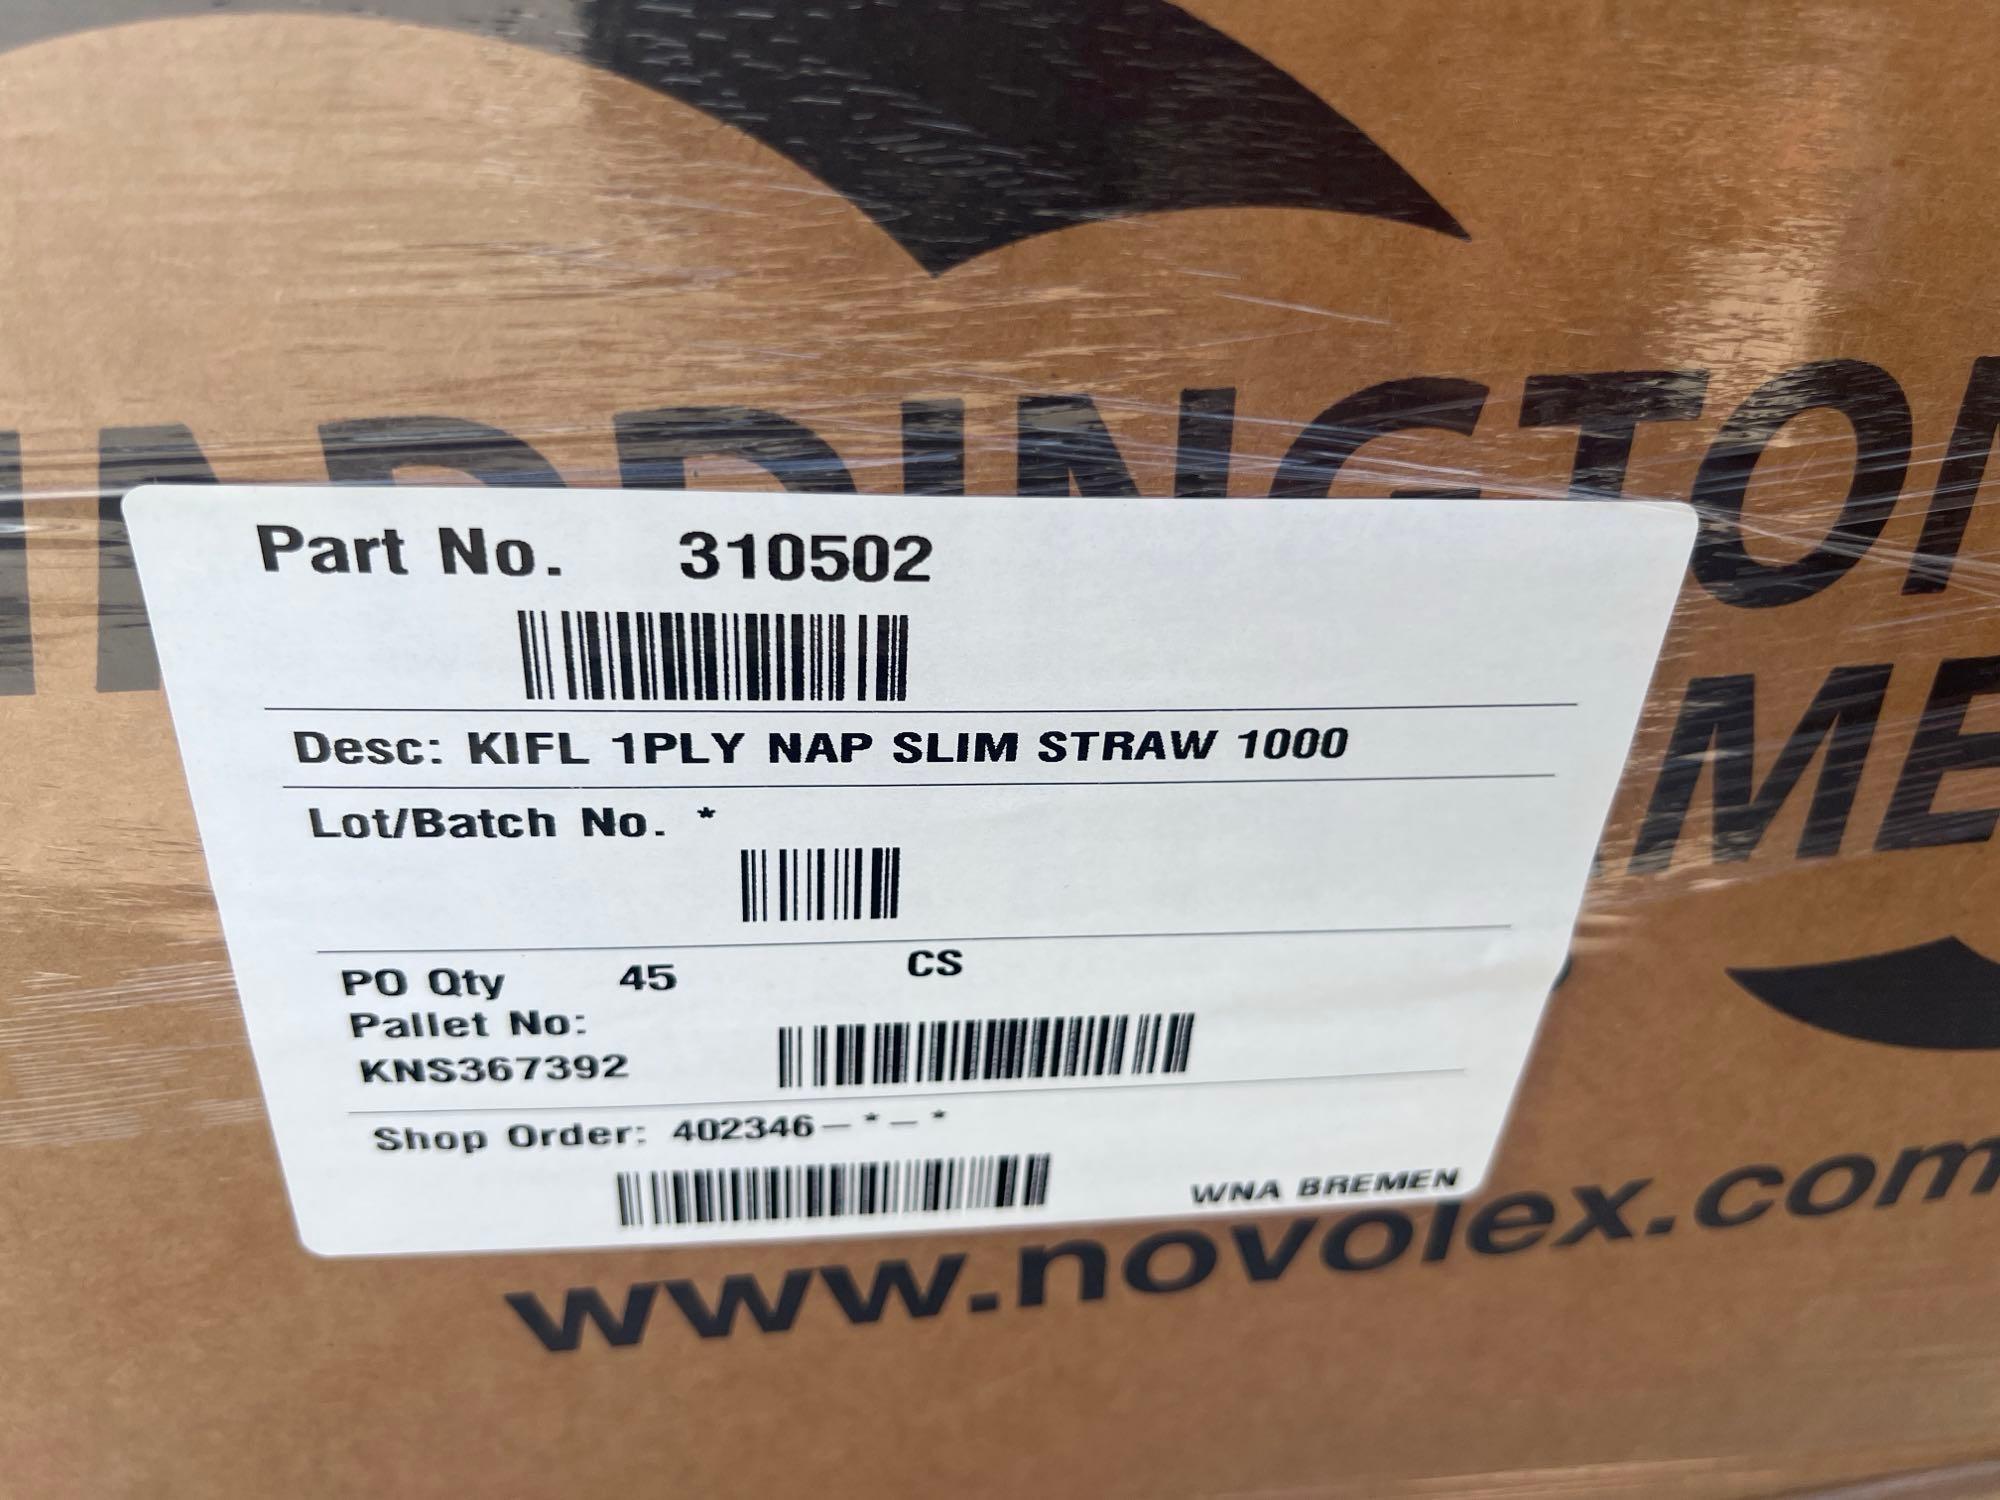 Part No. 310502
Desc: KIFL 1PLY NAP SLIM STRAW 1000
Lot/Batch No. *
PO Qty 45 CS
Pallet No:
KNS367392
Shop Order: 402346-*-*
WNA BREMEN
www.novolex.com